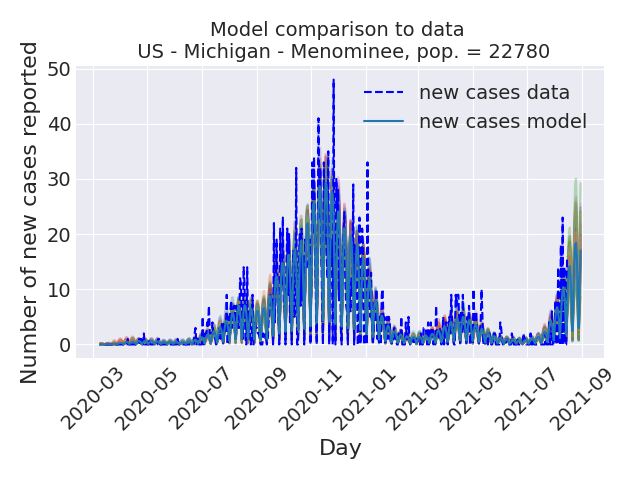 Model comparison to data
US - Michigan - Menominee, pop. = 22780
Number of new cases reported
50
40
30
20
10
0
new cases data
new cases model
2020-03
2020-05
2020-07
2020-09
2020-11
2021-01
2021-03
2021-05
2021-07
2021-09
Day